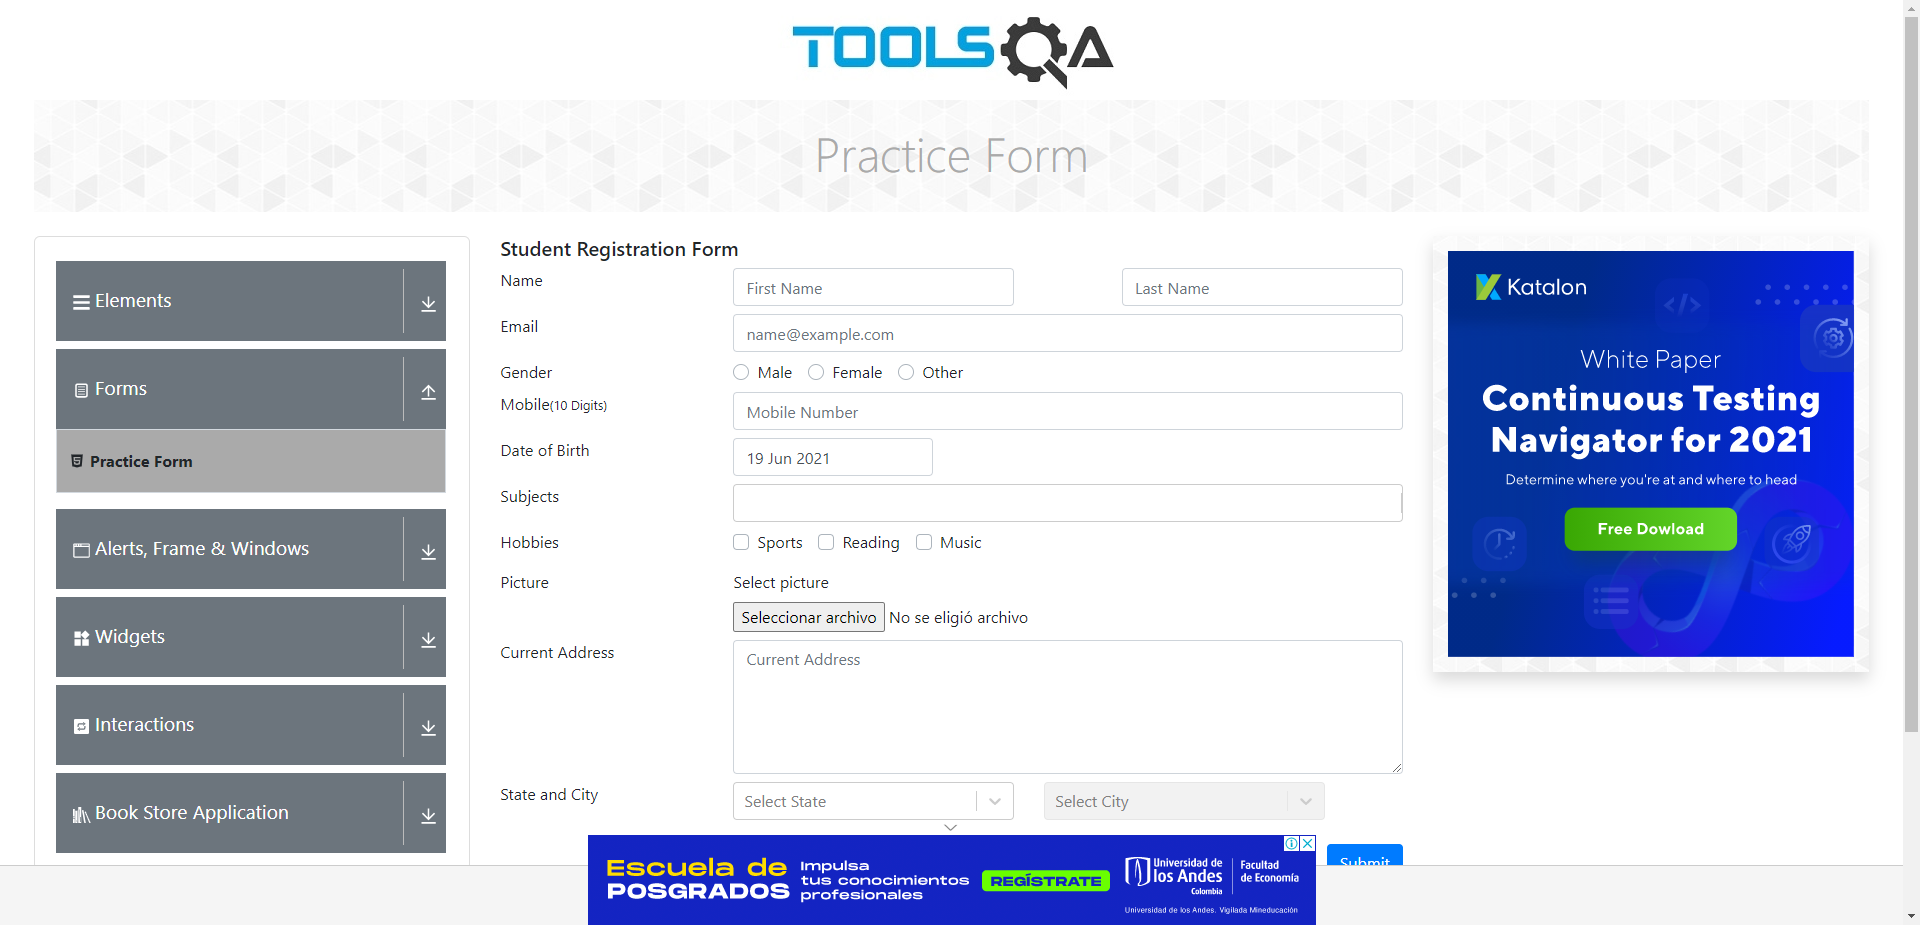 TOOLSQA
Practice Form
Elements
Forms
Practice Form
Alerts, Frame & Windows
Widgets
Interactions
Book Store Application
Student Registration Form
Name
First Name
Last Name
Email
name@example.com
Gender
Male
Female
Other
Mobile(10 Digits)
Mobile Number
Date of Birth
19 Jun 2021
Subjects
Hobbies
Sports
Reading
Music
Picture
Select picture
Seleccionar archivo
No se eligió archivo
Current Address
Current Address
State and City
Select State
Select City
Submit
Katalon
White Paper
Continuous Testing
Navigator for 2021
Determine where you're at and where to head
Free Dowload
Escuela de
POSGRADOS
Impulsa
tus conocimientos
profesionales
REGÍSTRATE
Universidad de
los Andes
Colombia
Facultad
de Economía
Universidad de los Andes. Vigilada Mineducación